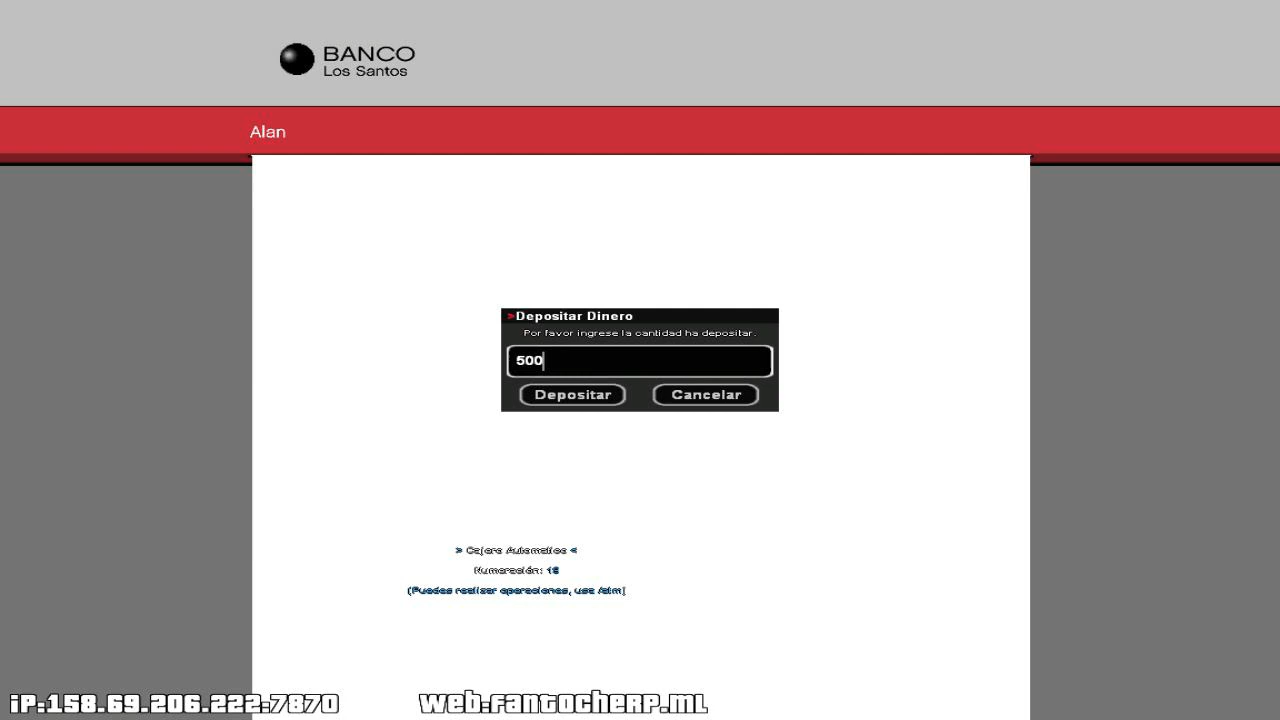 BANCO
Los Santos
Alan
>Depositar Dinero
Por favor ingrese la cantidad ha depositar.
500
Depositar
Cancelar
> Cajero Automatico <
Numeración: 16
(Puedes realizar operaciones, usa /atm)
iP:158.69.206.222:7870
web:fantocherp.ml